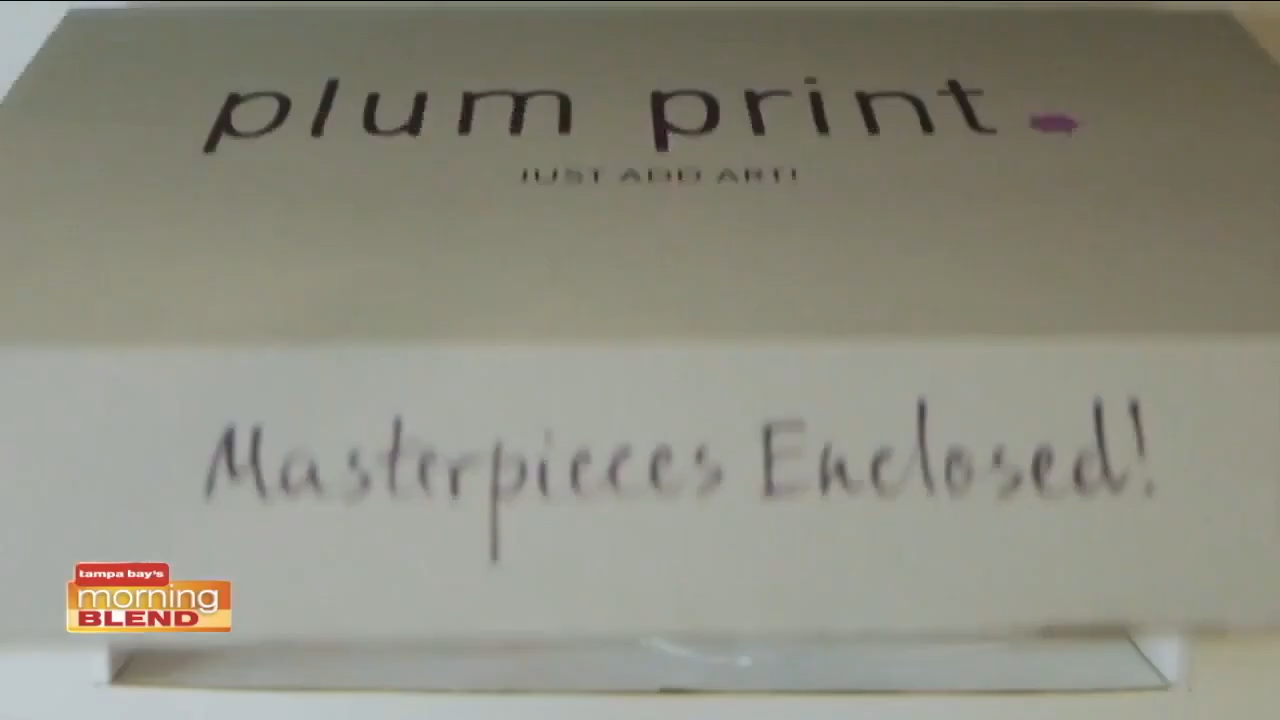 plum print.
JUST ADD ART!
Masterpieces Enclosed!
tampa bay's
morning
BLEND